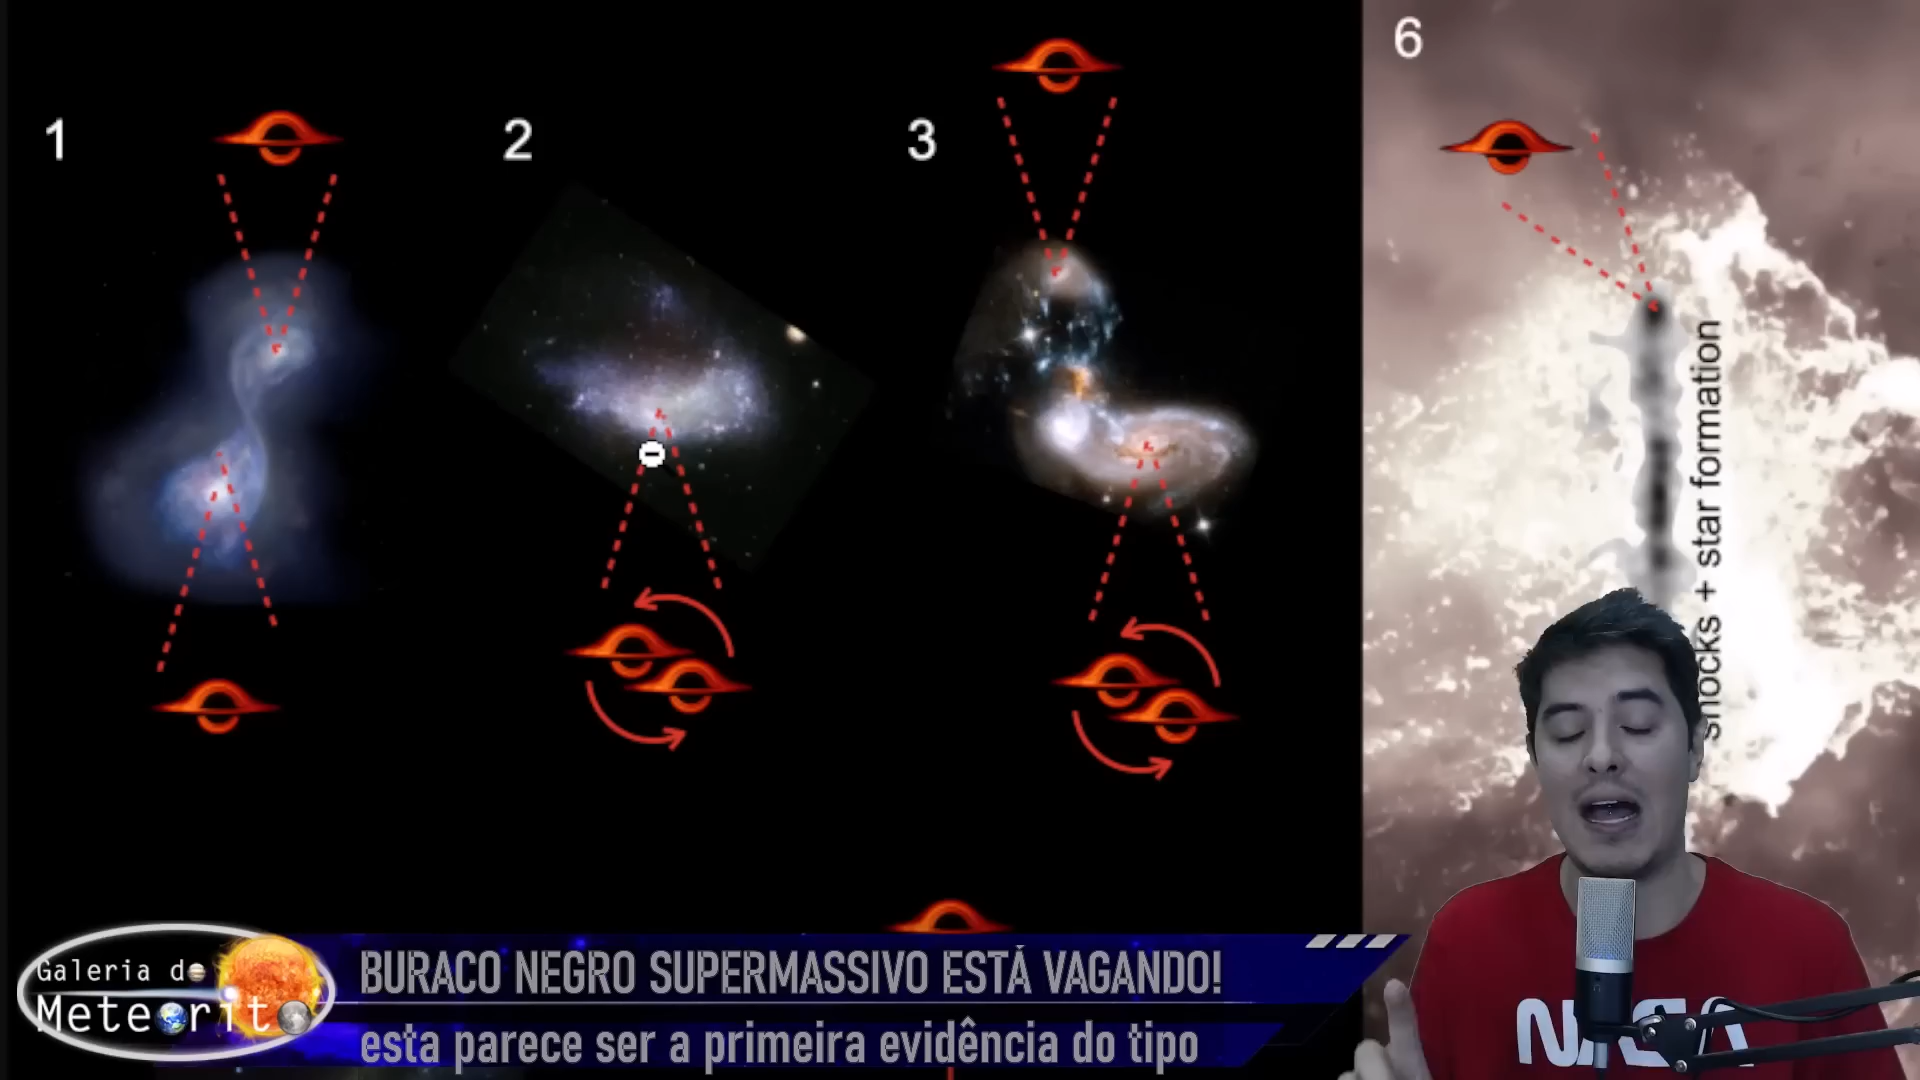 1
2
3
6
shocks + star formation
Galeria do
Meteorito
BURACO NEGRO SUPERMASSIVO ESTÁ VAGANDO!
esta parece ser a primeira evidência do tipo
NASA